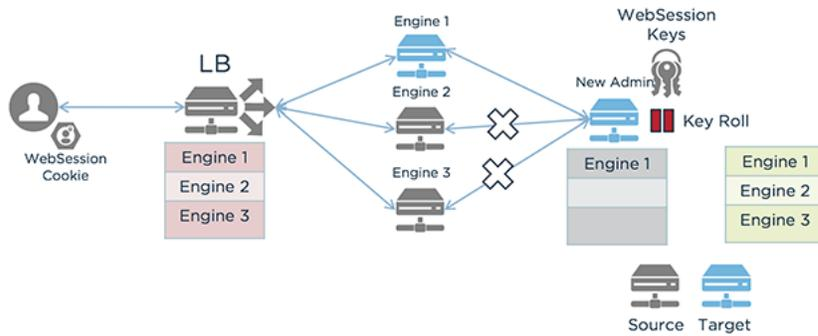 WebSession
Keys
Engine 1
LB
New Admin
Engine 2
Key Roll
WebSession
Cookie
Engine 1
Engine 2
Engine 3
Engine 3
Engine 1
Engine 1
Engine 2
Engine 3
Source
Target